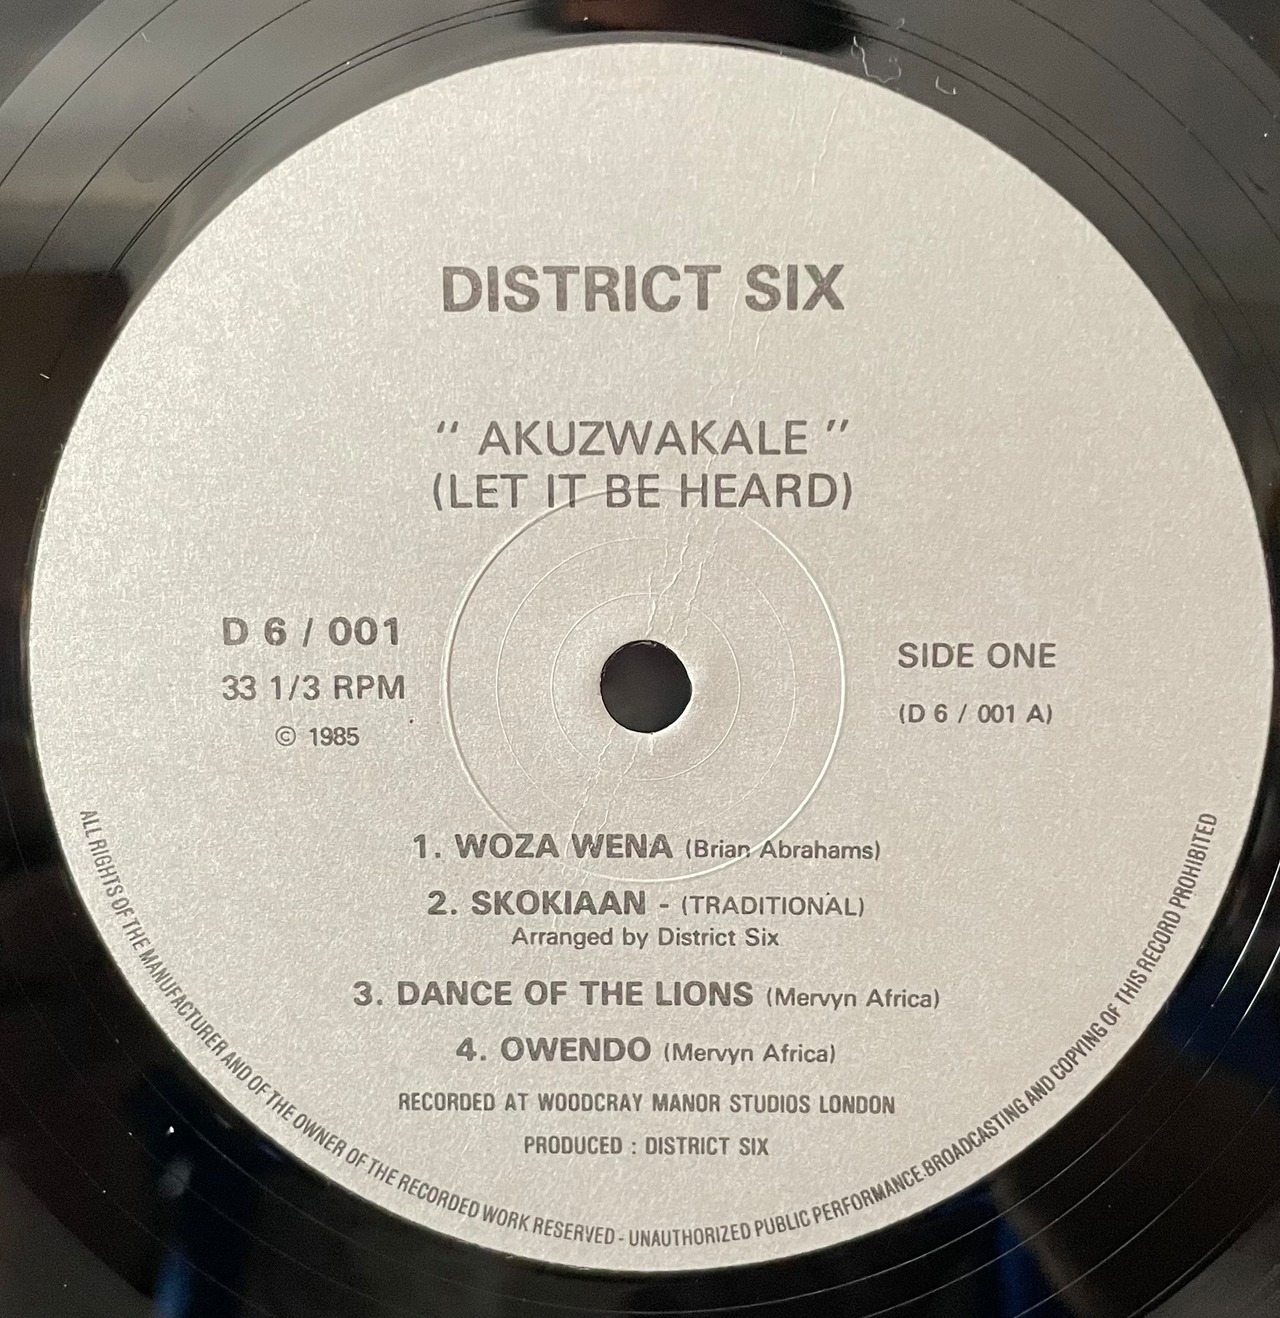 DISTRICT SIX
“ AKUZWAKALE ”
(LET IT BE HEARD)
D 6 / 001
33 1/3 RPM
© 1985
SIDE ONE
(D 6 / 001 A)
1. WOZA WENA (Brian Abrahams)
2. SKOKIAAN - (TRADITIONAL)
Arranged by District Six
3. DANCE OF THE LIONS (Mervyn Africa)
4. OWENDO (Mervyn Africa)
RECORDED AT WOODCRAY MANOR STUDIOS LONDON
PRODUCED : DISTRICT SIX
ALL RIGHTS OF THE MANUFACTURER AND OF THE OWNER OF THE RECORDED WORK RESERVED - UNAUTHORIZED PUBLIC PERFORMANCE·BROADCASTING AND COPYING OF THIS RECORD PROHIBITED